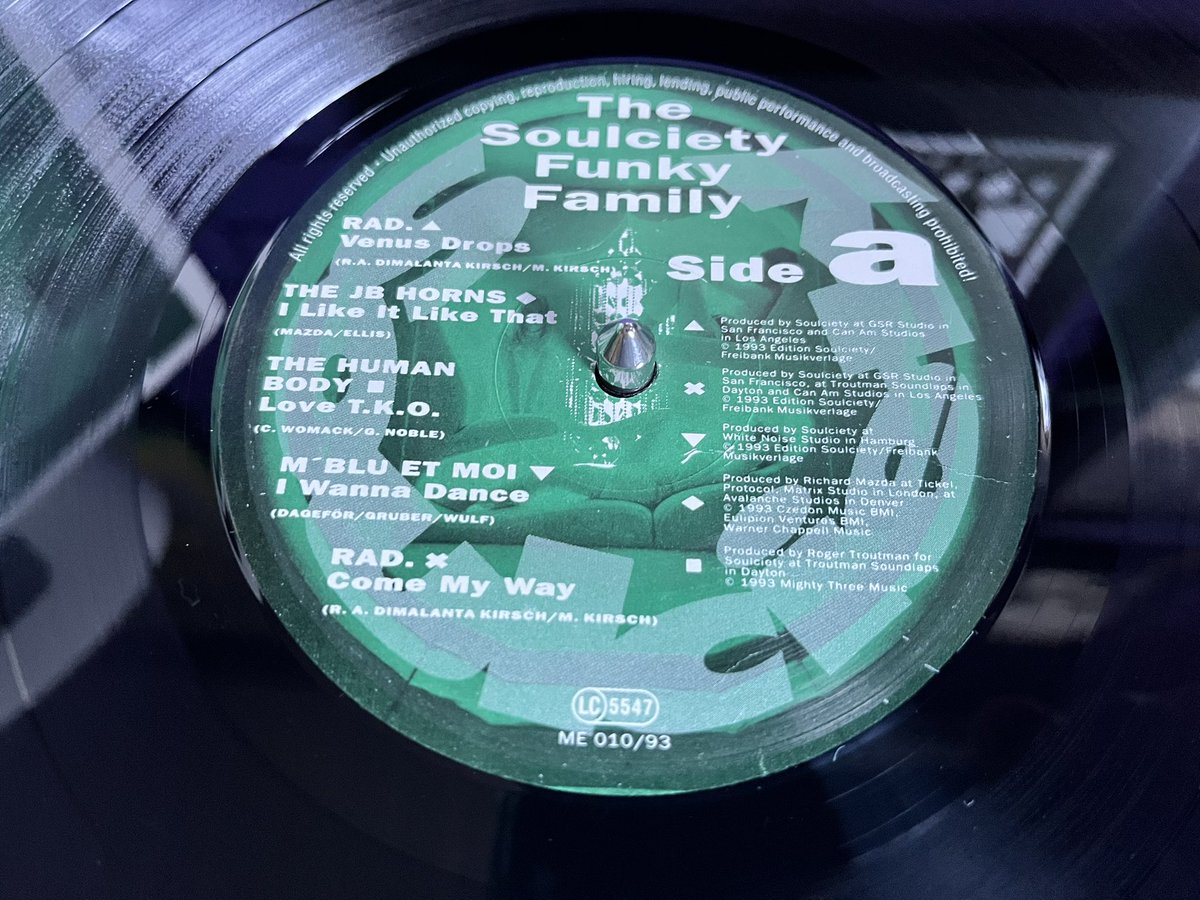 All rights reserved - Unauthorized copying, reproduction, hiring, lending, public performance and broadcasting prohibited!
The
Soulciety
Funky
Family
RAD. ▲
Venus Drops
(R.A. DIMALANTA KIRSCH/M. KIRSCH)
THE JB HORNS ◆
I Like It Like That
(MAZDA/ELLIS)
THE HUMAN
BODY ■
Love T.K.O.
(C. WOMACK/G. NOBLE)
M´BLU ET MOI ▼
I Wanna Dance
(DAGEFÖR/GRUBER/WULF)
RAD. ✖
Come My Way
(R. A. DIMALANTA KIRSCH/M. KIRSCH)
Side a
▲ Produced by Soulciety at GSR Studio in
San Francisco and Can Am Studios
in Los Angeles
© 1993 Edition Soulciety/
Freibank Musikverlage
✖ Produced by Soulciety at GSR Studio in
San Francisco, at Troutman Soundlaps in
Dayton and Can Am Studios in Los Angeles
© 1993 Edition Soulciety/
Freibank Musikverlage
▼ Produced by Soulciety at
White Noise Studio in Hamburg
© 1993 Edition Soulciety/Freibank
Musikverlage
◆ Produced by Richard Mazda at Tickel,
Protocol, Matrix Studio in London, at
Avalanche Studios in Denver
© 1993 Czedon Music BMI,
Eulipion Ventures BMI,
Warner Chappell Music
■ Produced by Roger Troutman for
Soulciety at Troutman Soundlaps
in Dayton
© 1993 Mighty Three Music
LC 5547
ME 010/93